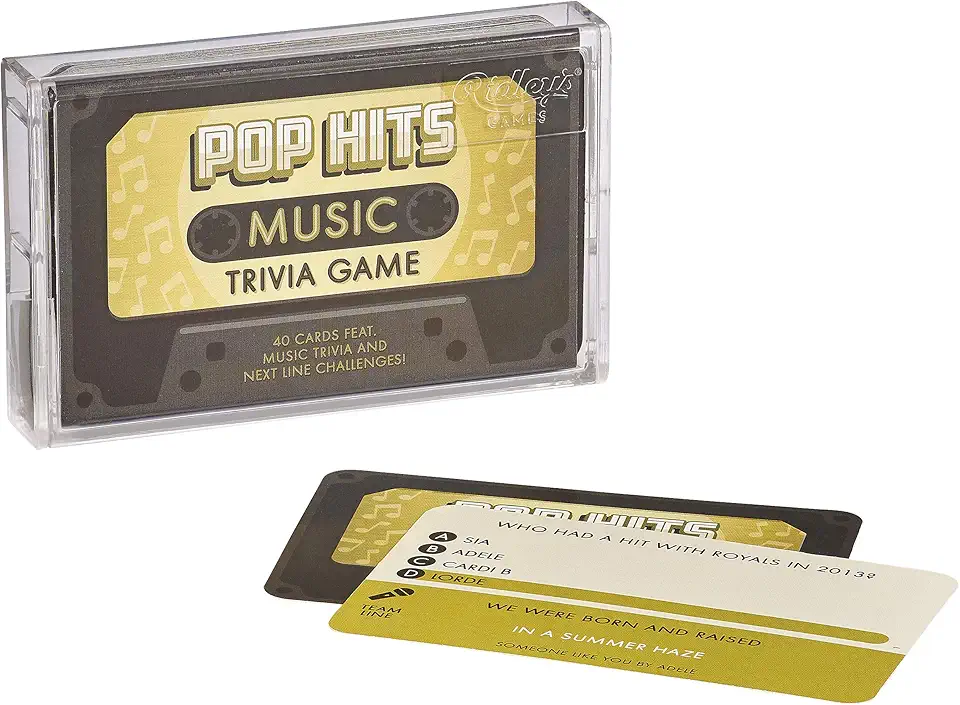 Ridley's®
GAMES
POP HITS
MUSIC
TRIVIA GAME
40 CARDS FEAT.
MUSIC TRIVIA AND
NEXT LINE CHALLENGES!
POP HITS
WHO HAD A HIT WITH ROYALS IN 2013?
A SIA
B ADELE
C CARDI B
D LORDE
TEAM
LINE
WE WERE BORN AND RAISED
IN A SUMMER HAZE
SOMEONE LIKE YOU BY ADELE